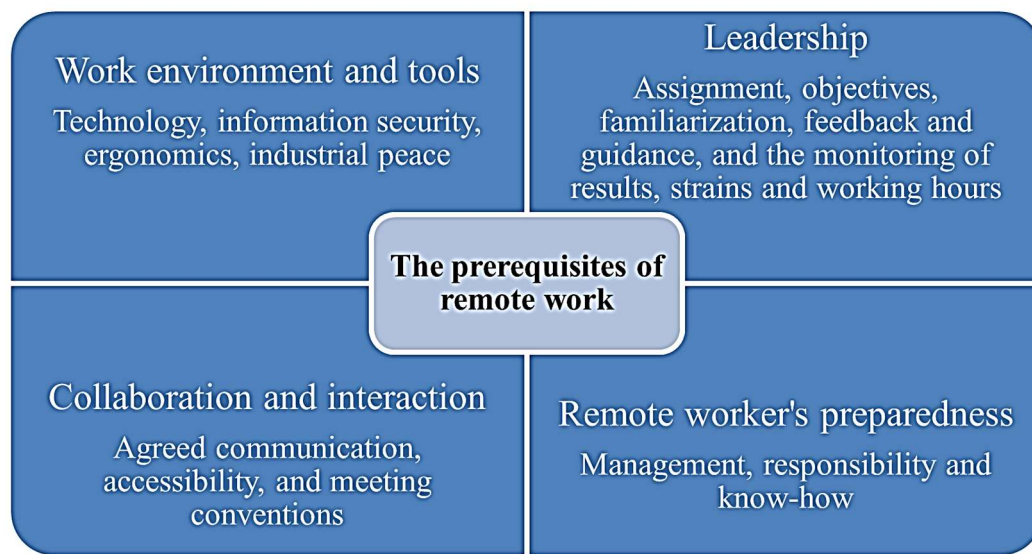 Work environment and tools
Technology, information security,
ergonomics, industrial peace
Leadership
Assignment, objectives,
familiarization, feedback and
guidance, and the monitoring of
results, strains and working hours
The prerequisites of
remote work
Collaboration and interaction
Agreed communication,
accessibility, and meeting
conventions
Remote worker's preparedness
Management, responsibility and
know-how